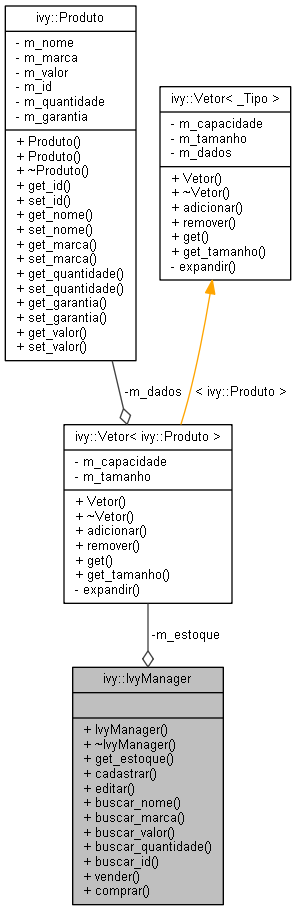 ivy::Produto
- m_nome
- m_marca
- m_valor
- m_id
- m_quantidade
- m_garantia
+ Produto()
+ Produto()
+ ~Produto()
+ get_id()
+ set_id()
+ get_nome()
+ set_nome()
+ get_marca()
+ set_marca()
+ get_quantidade()
+ set_quantidade()
+ get_garantia()
+ set_garantia()
+ get_valor()
+ set_valor()
ivy::Vetor< _Tipo >
- m_capacidade
- m_tamanho
- m_dados
+ Vetor()
+ ~Vetor()
+ adicionar()
+ remover()
+ get()
+ get_tamanho()
- expandir()
-m_dados
< ivy::Produto >
ivy::Vetor< ivy::Produto >
- m_capacidade
- m_tamanho
+ Vetor()
+ ~Vetor()
+ adicionar()
+ remover()
+ get()
+ get_tamanho()
- expandir()
-m_estoque
ivy::IvyManager
+ IvyManager()
+ ~IvyManager()
+ get_estoque()
+ cadastrar()
+ editar()
+ buscar_nome()
+ buscar_marca()
+ buscar_valor()
+ buscar_quantidade()
+ buscar_id()
+ vender()
+ comprar()